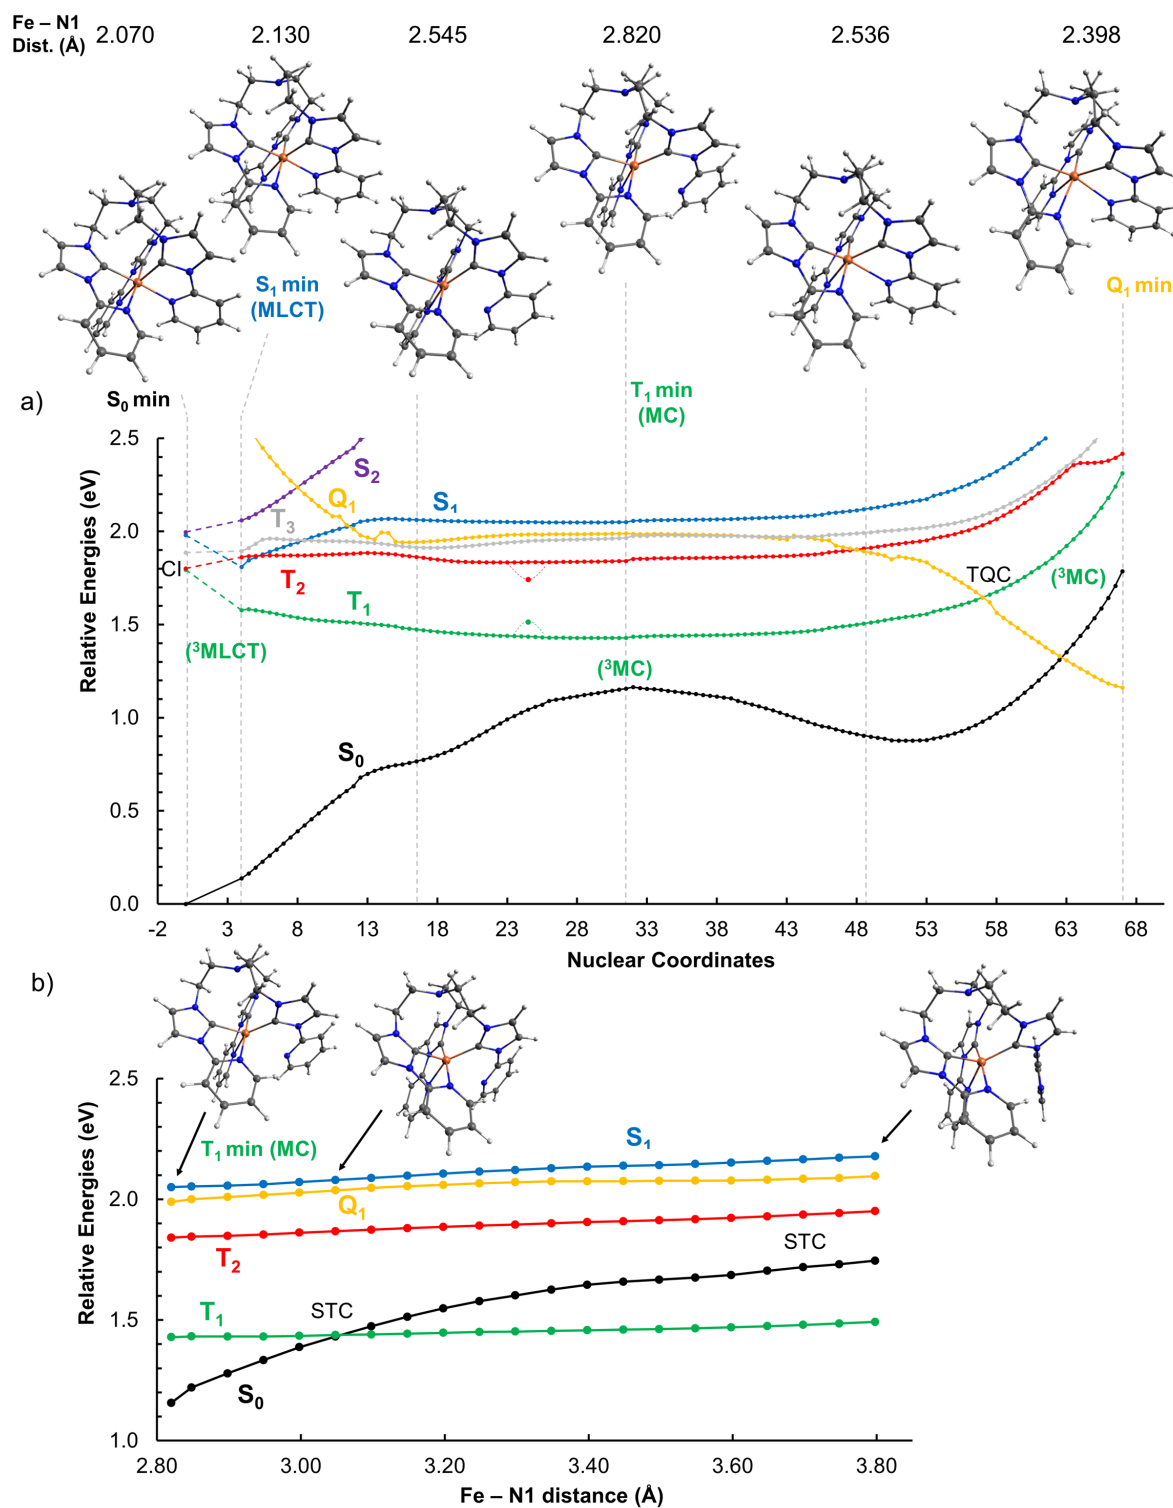 Fe – N1
Dist. (Å) 2.070 2.130 2.545 2.820 2.536 2.398
S1 min
(MLCT)
Q1 min
a)
S0 min
T1 min
(MC)
2.5
2.0
1.5
1.0
0.5
0.0
Relative Energies (eV)
S2
Q1
S1
T3
CI
T2
TQC
T1
(3MC)
(3MLCT)
(3MC)
S0
-2 3 8 13 18 23 28 33 38 43 48 53 58 63 68
Nuclear Coordinates
b)
2.5
2.0
1.5
1.0
Relative Energies (eV)
T1 min (MC)
S1
Q1
T2
STC
T1
STC
S0
2.80 3.00 3.20 3.40 3.60 3.80
Fe – N1 distance (Å)